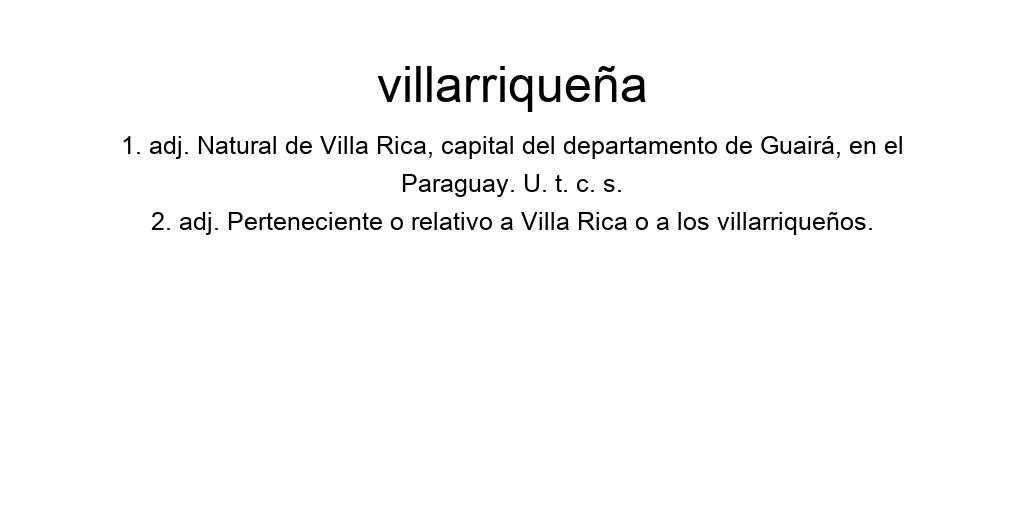 villarriqueña
1. adj. Natural de Villa Rica, capital del departamento de Guairá, en el
Paraguay. U. t. c. s.
2. adj. Perteneciente o relativo a Villa Rica o a los villarriqueños.